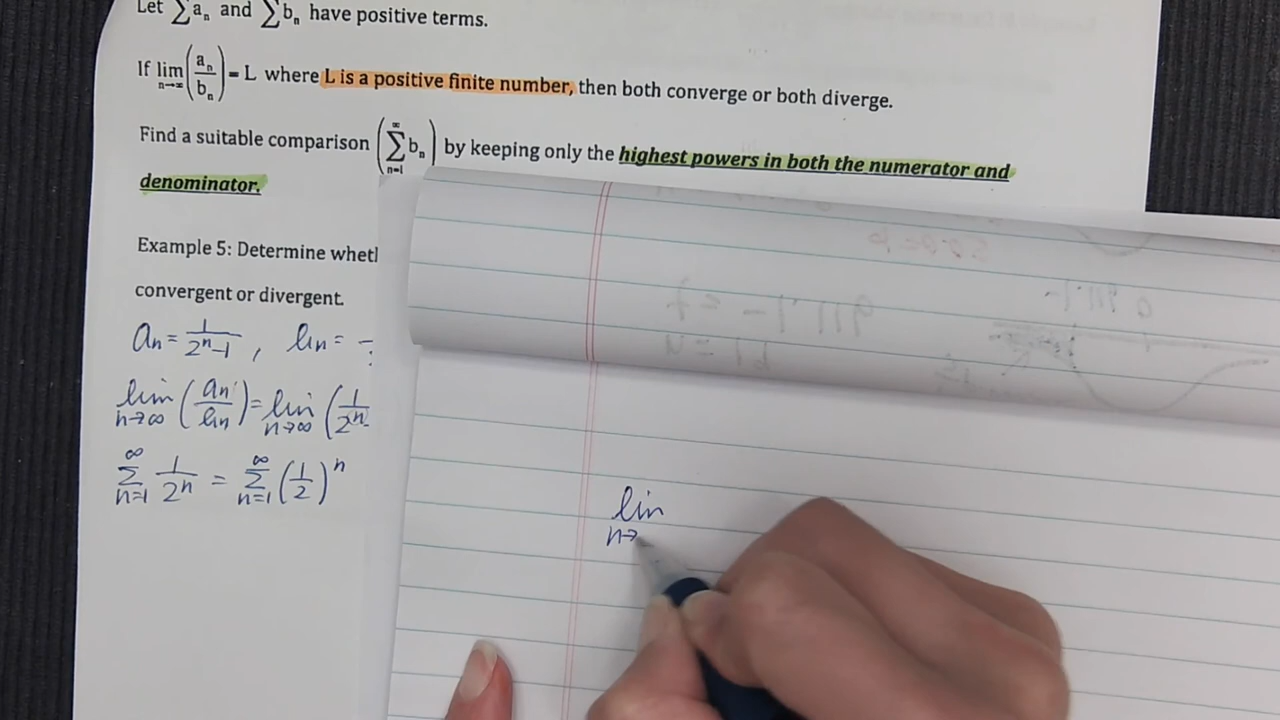 Let ∑aₙ and ∑bₙ have positive terms.
If lim n→∞ (aₙ/bₙ) = L where L is a positive finite number, then both converge or both diverge.
Find a suitable comparison (∑ n=1 ∞ bₙ) by keeping only the highest powers in both the numerator and
denominator.
Example 5: Determine
convergent or divergent.
aₙ = 1/(2ⁿ-1) , bₙ =
lim n→∞ (aₙ/bₙ) = lim n→∞ (1/2ⁿ
∑ n=1 ∞ 1/2ⁿ = ∑ n=1 ∞ (1/2)ⁿ
lim n→